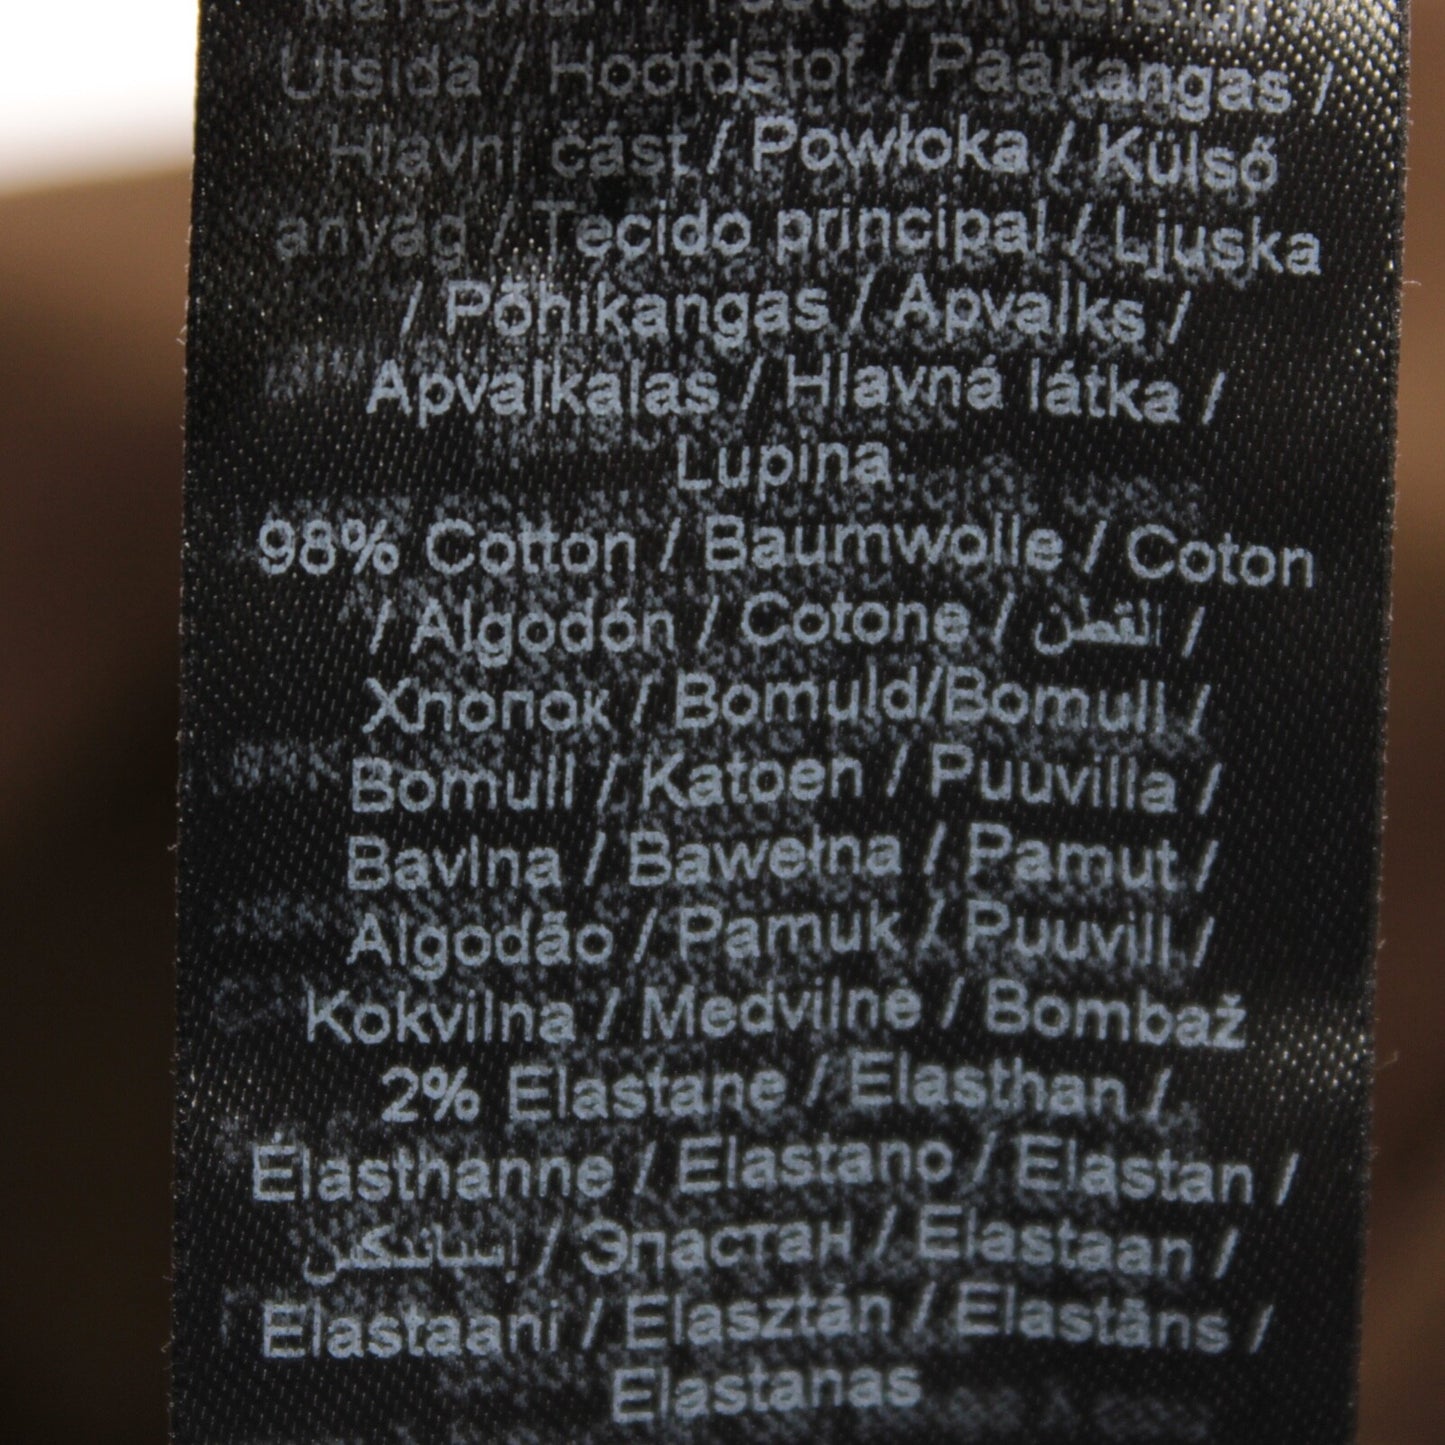 Utsida / Hoofdstof / Pääkangas /
Hlavní část / Powłoka / Külső
anyag / Tecido principal / Ljuska
/ Põhikangas / Apvalks /
Apvalkalas / Hlavná látka /
Lupina.
98% Cotton / Baumwolle / Coton
/ Algodón / Cotone / القطن /
Хлопок / Bomuld/Bomull /
Bomull / Katoen / Puuvilla /
Bavlna / Bawełna / Pamut /
Algodão / Pamuk / Puuvill /
Kokvilna / Medvilnė / Bombaž
2% Elastane / Elasthan /
Élasthanne / Elastano / Elastan /
/ Эластан / Elastaan /
Elastaani / Elasztán / Elastāns /
Elastanas